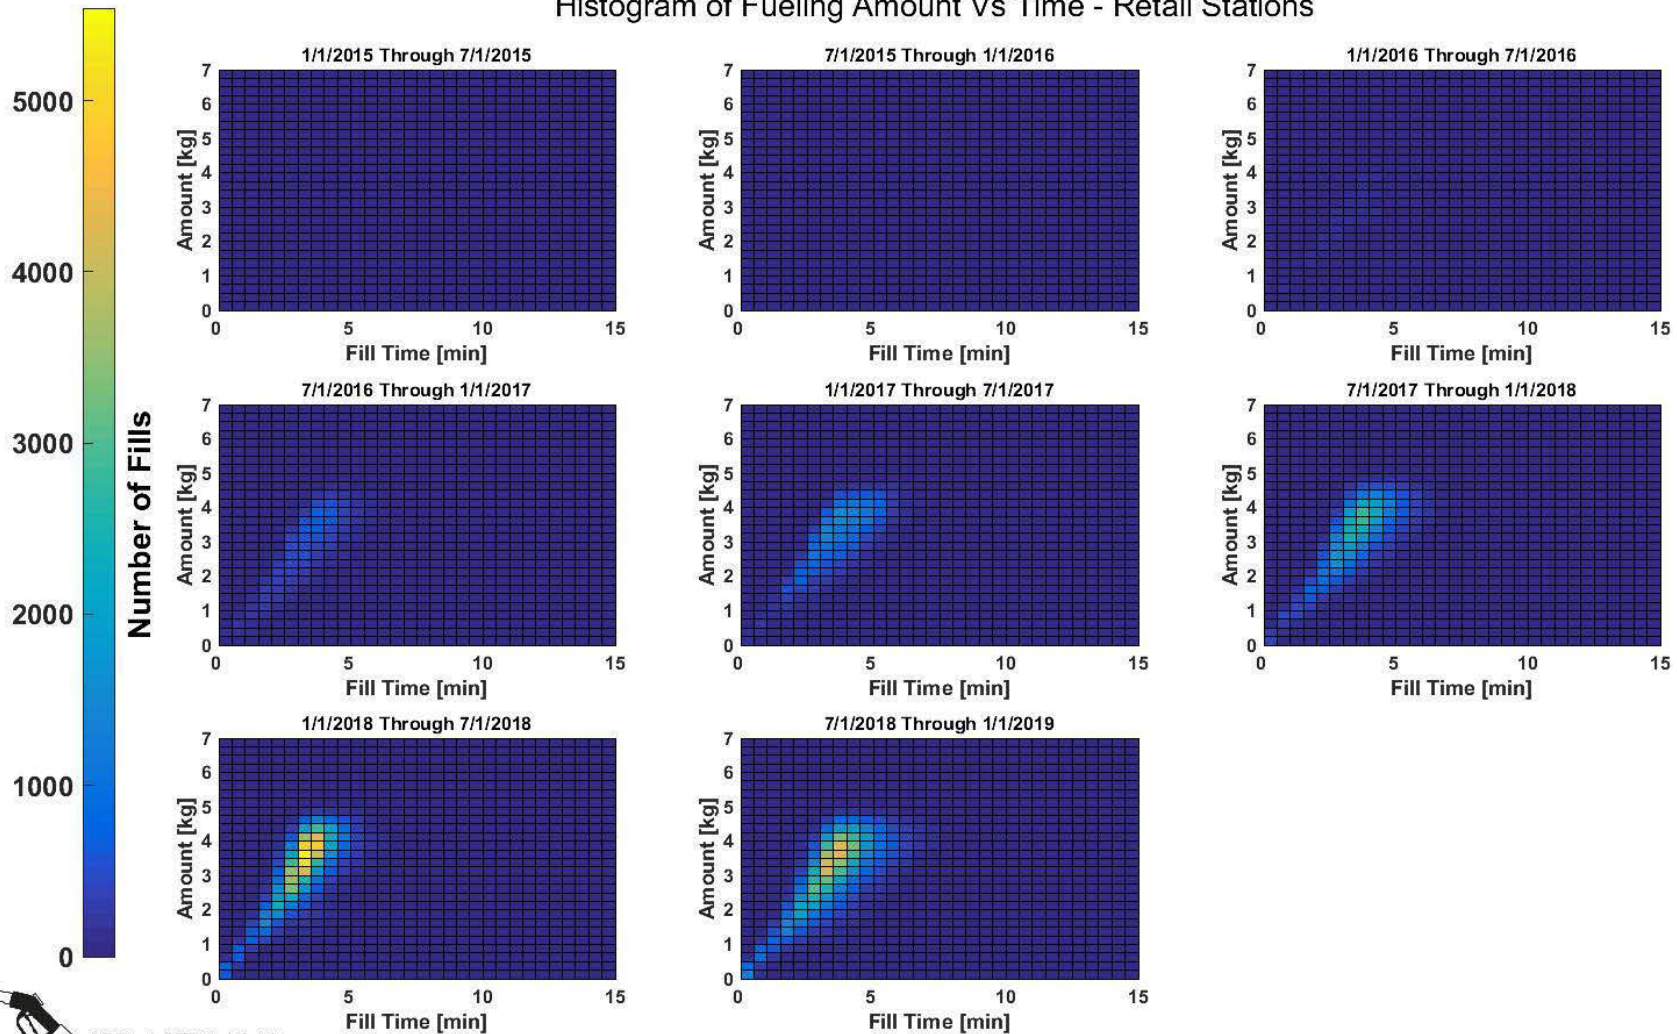 Histogram of Fueling Amount Vs Time - Retail Stations
5000
4000
3000
2000
1000
0
Number of Fills
1/1/2015 Through 7/1/2015
7
6
5
4
3
2
1
0
Amount [kg]
0 5 10 15
Fill Time [min]
7/1/2015 Through 1/1/2016
7
6
5
4
3
2
1
0
Amount [kg]
0 5 10 15
Fill Time [min]
1/1/2016 Through 7/1/2016
7
6
5
4
3
2
1
0
Amount [kg]
0 5 10 15
Fill Time [min]
7/1/2016 Through 1/1/2017
7
6
5
4
3
2
1
0
Amount [kg]
0 5 10 15
Fill Time [min]
1/1/2017 Through 7/1/2017
7
6
5
4
3
2
1
0
Amount [kg]
0 5 10 15
Fill Time [min]
7/1/2017 Through 1/1/2018
7
6
5
4
3
2
1
0
Amount [kg]
0 5 10 15
Fill Time [min]
1/1/2018 Through 7/1/2018
7
6
5
4
3
2
1
0
Amount [kg]
0 5 10 15
Fill Time [min]
7/1/2018 Through 1/1/2019
7
6
5
4
3
2
1
0
Amount [kg]
0 5 10 15
Fill Time [min]